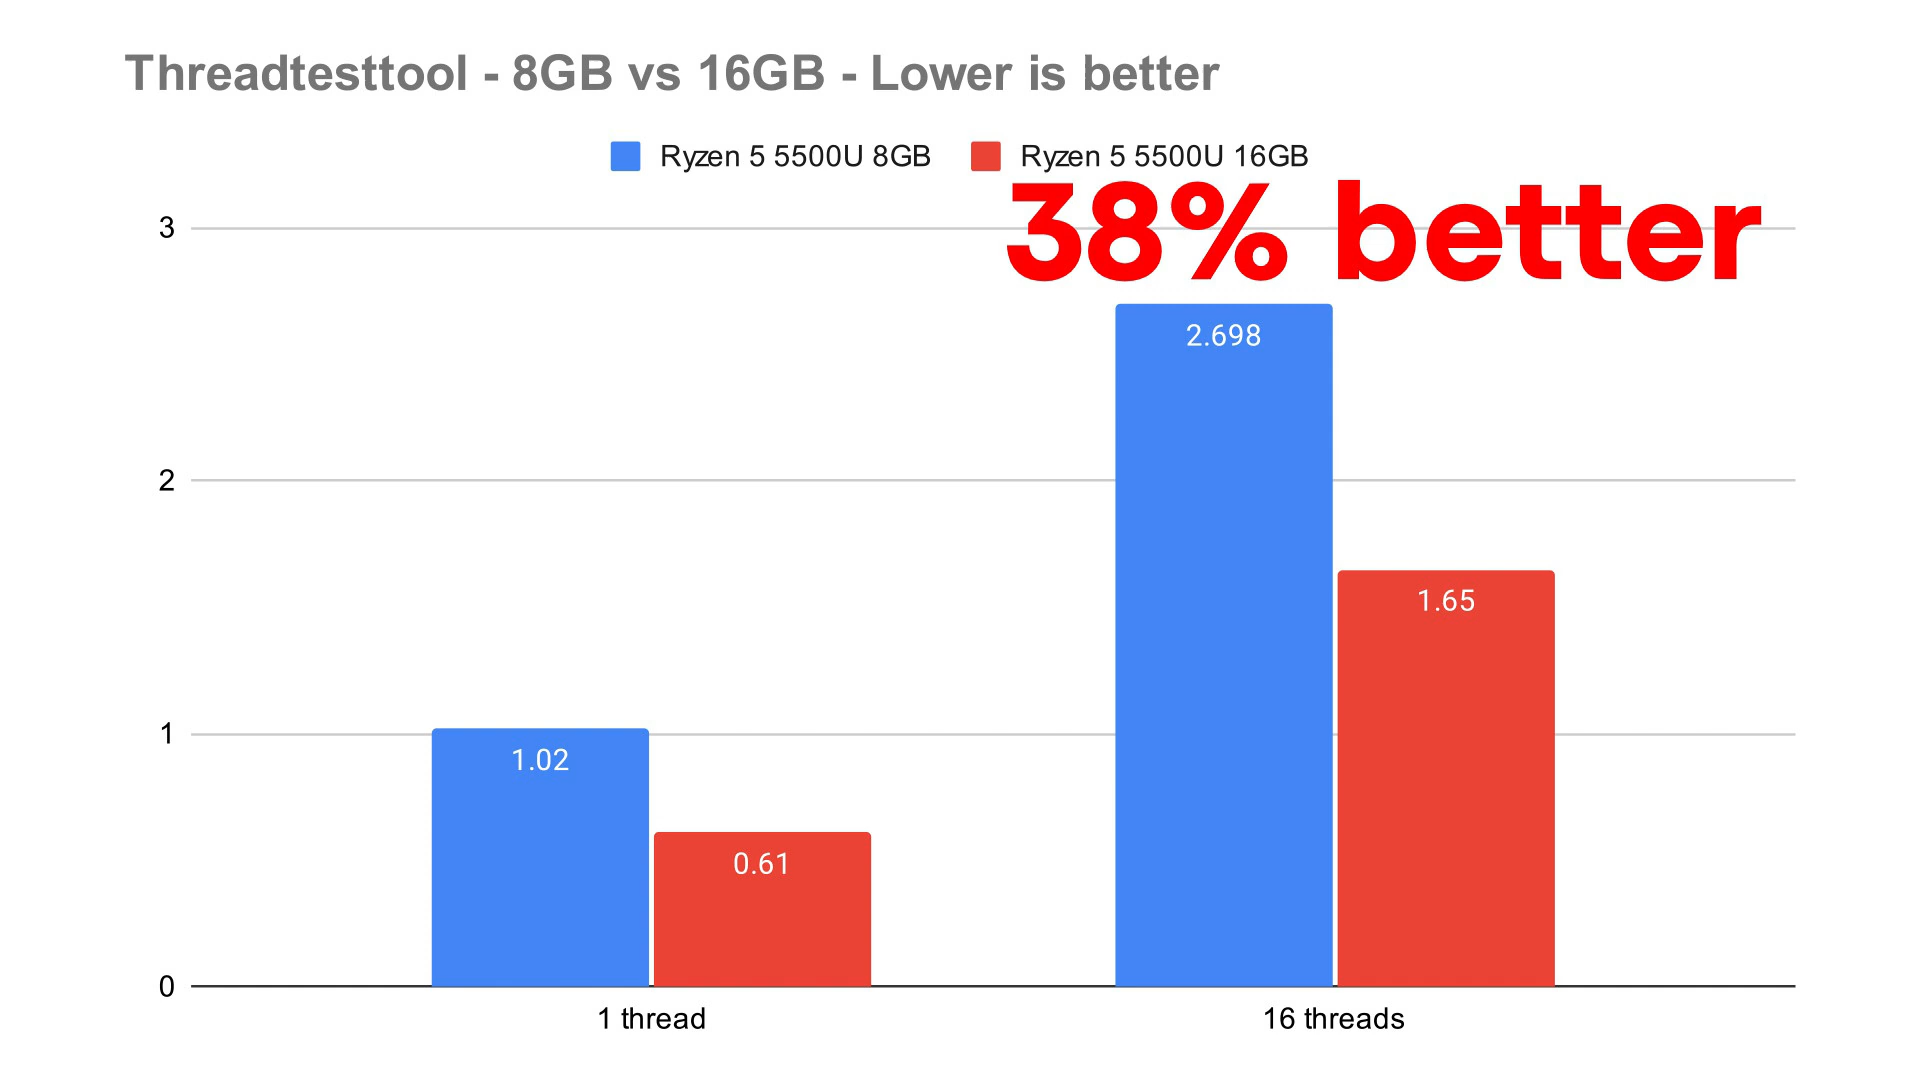 Threadtesttool - 8GB vs 16GB - Lower is better
Ryzen 5 5500U 8GB
Ryzen 5 5500U 16GB
38% better
3
2
1
0
2.698
1.65
1.02
0.61
1 thread
16 threads